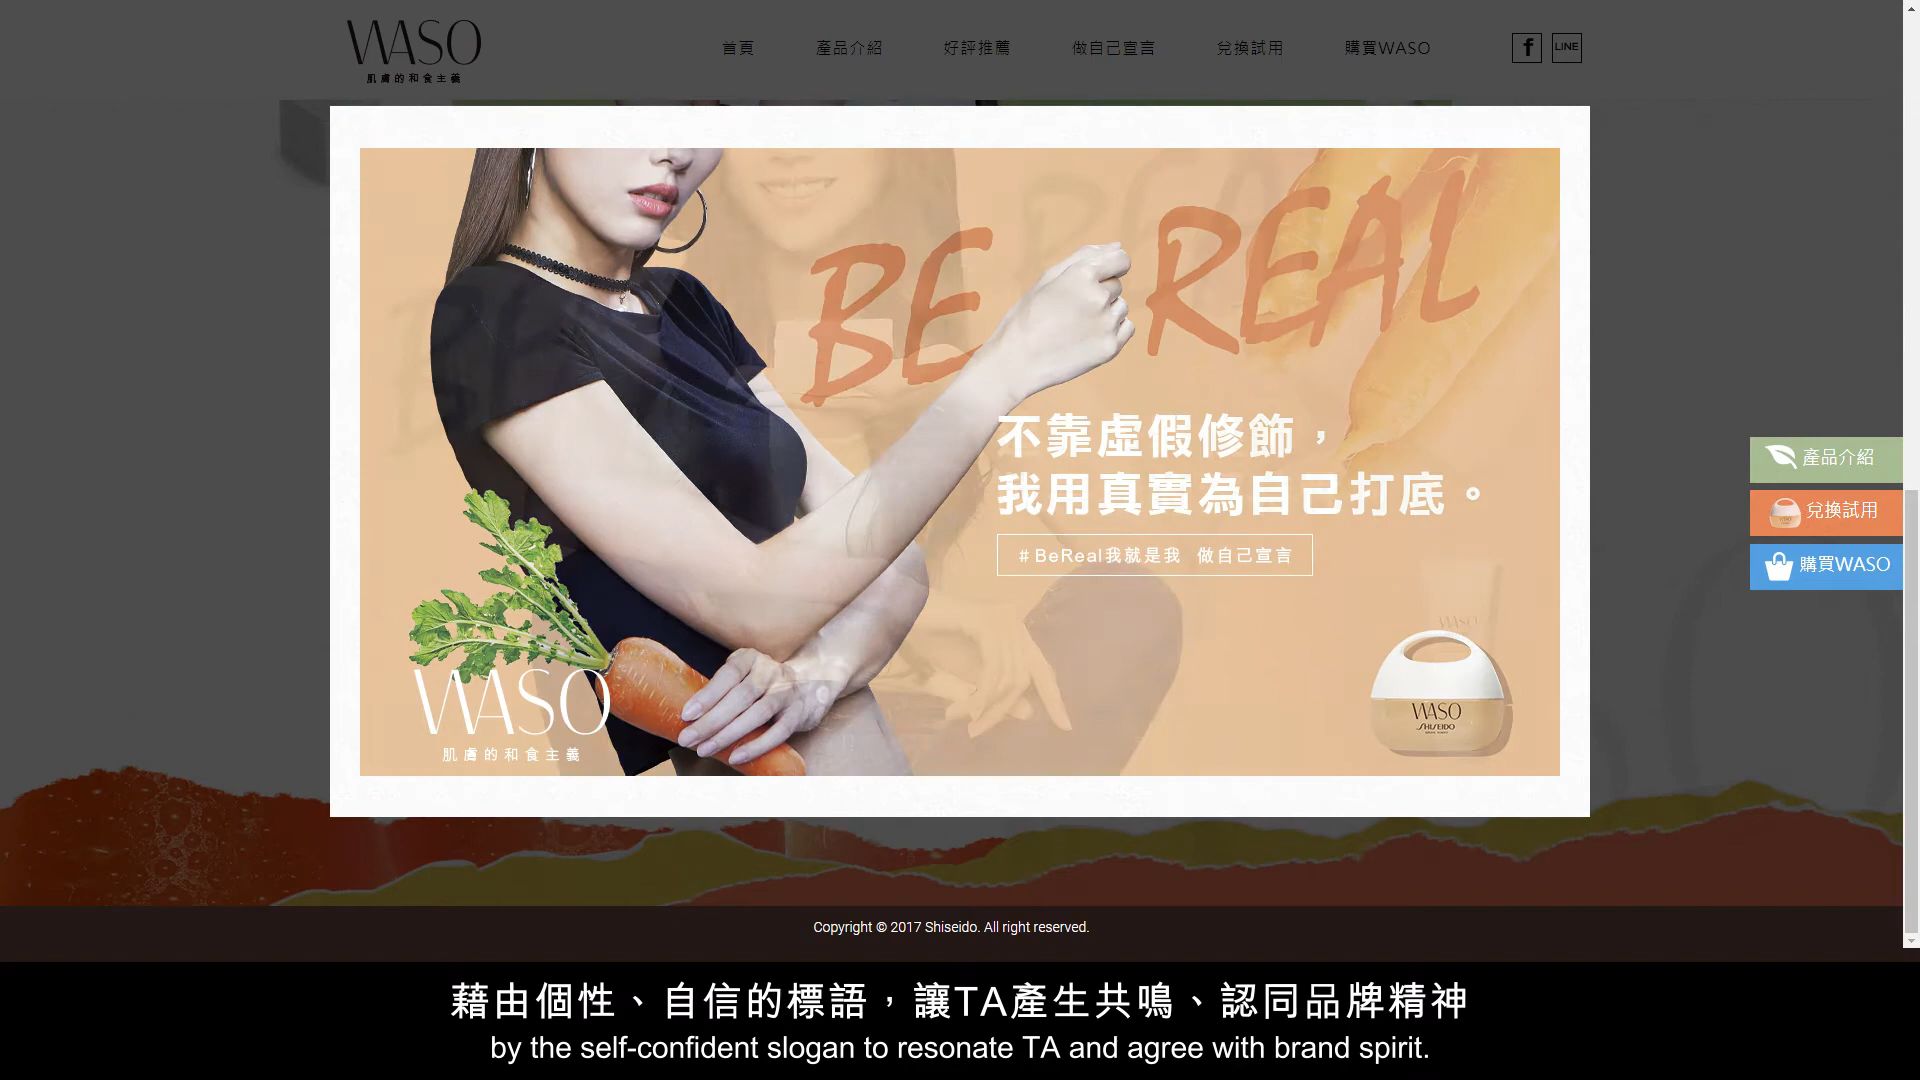 WASO
肌膚的和食主義
首頁
產品介紹
好評推薦
做自己宣言
兌換試用
購買WASO
f
LINE
BE REAL
不靠虛假修飾，
我用真實為自己打底。
#BeReal我就是我 做自己宣言
WASO
肌膚的和食主義
WASO
SHISEIDO
產品介紹
兌換試用
購買WASO
Copyright © 2017 Shiseido. All right reserved.
藉由個性、自信的標語，讓TA產生共鳴、認同品牌精神
by the self-confident slogan to resonate TA and agree with brand spirit.